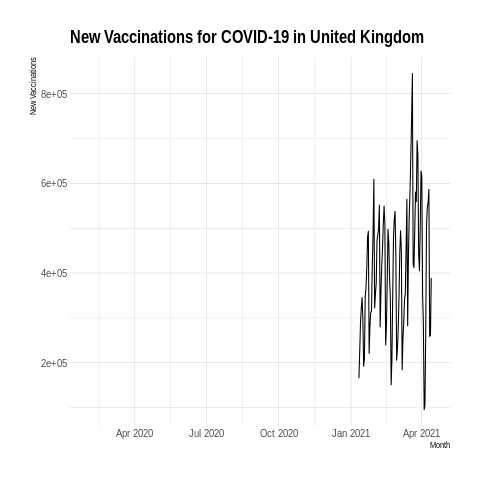 New Vaccinations for COVID-19 in United Kingdom
New Vaccinations
8e+05
6e+05
4e+05
2e+05
Apr 2020 Jul 2020 Oct 2020 Jan 2021 Apr 2021
Month